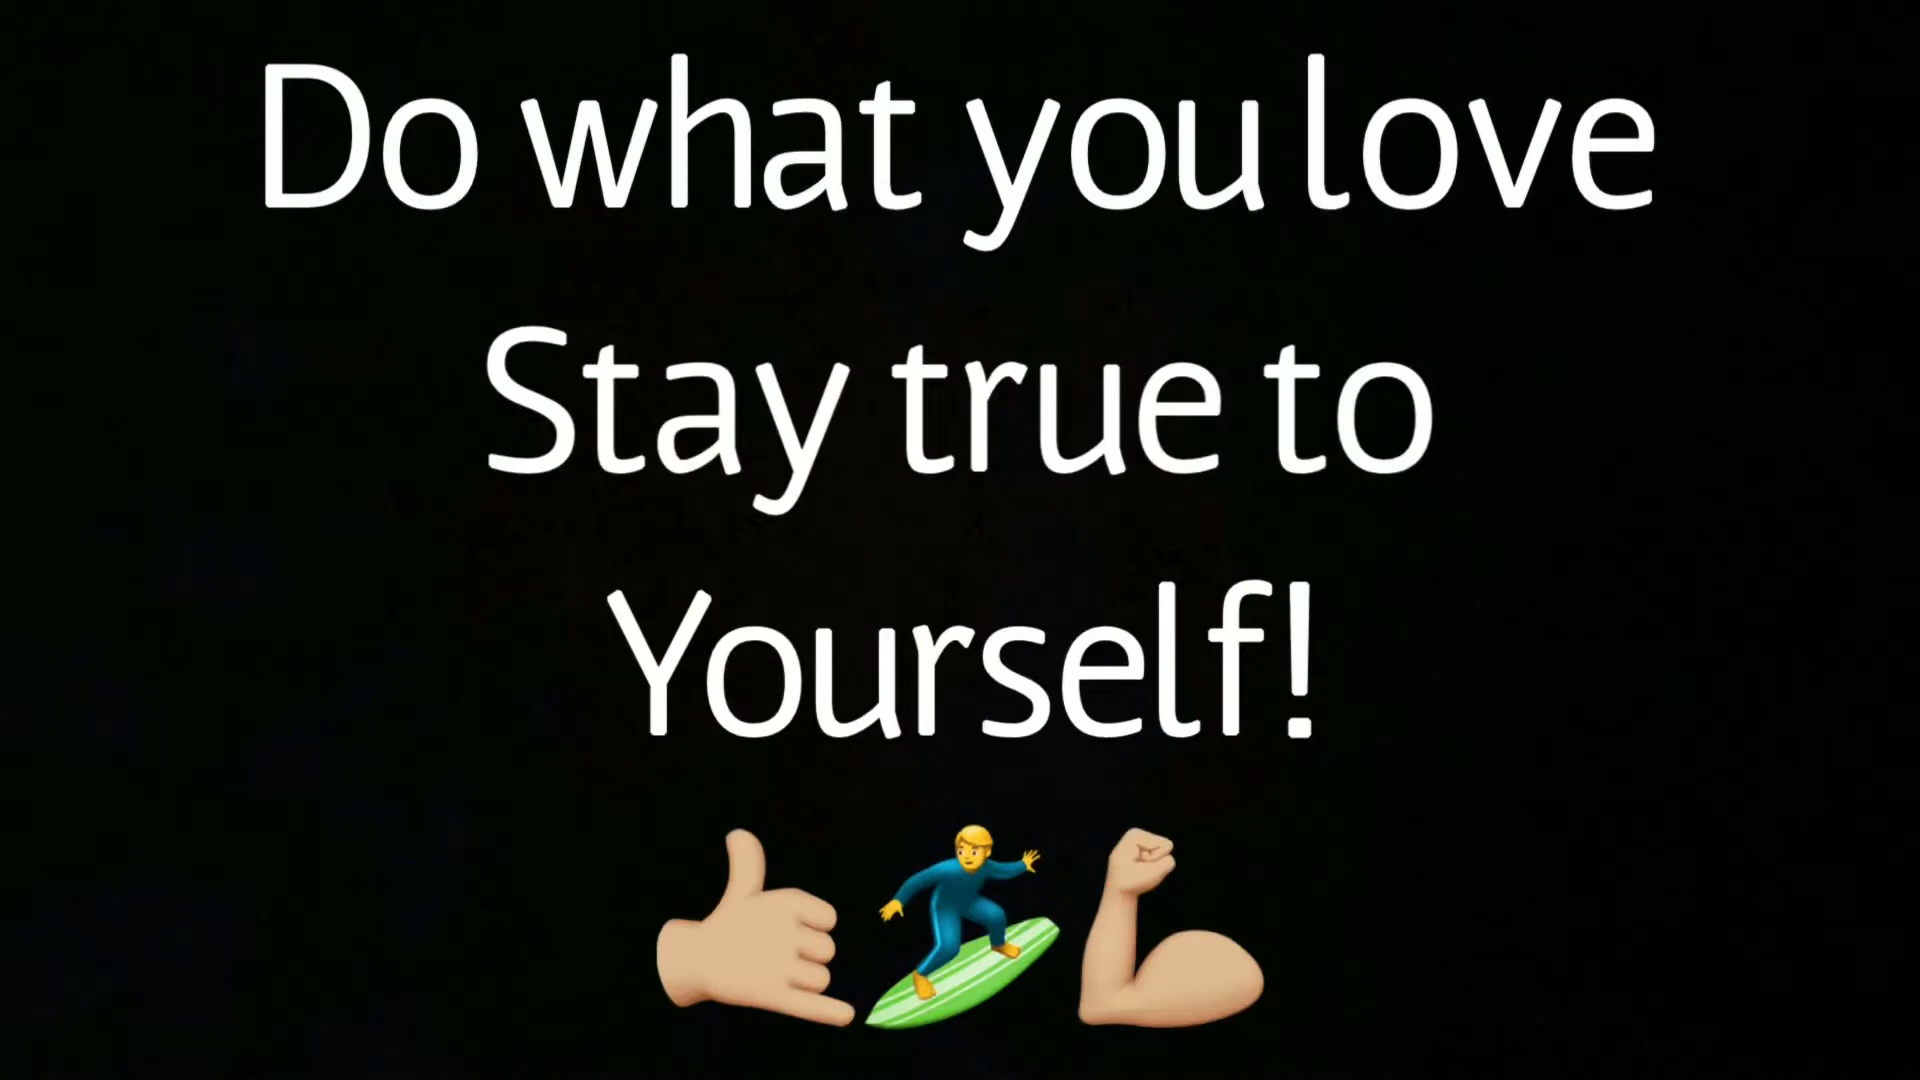 Do what you love
Stay true to
Yourself!
🤙🏼🏄‍♂️💪🏼